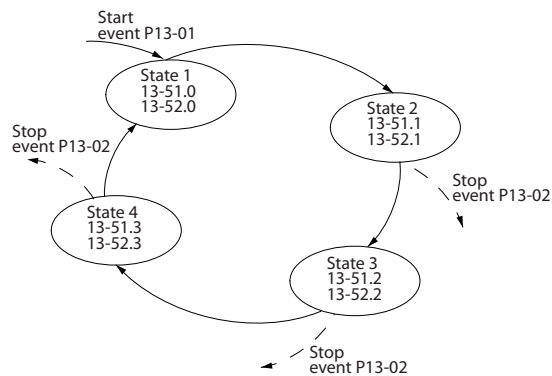 Start
event P13-01
State 1
13-51.0
13-52.0
State 2
13-51.1
13-52.1
Stop
event P13-02
Stop
event P13-02
State 4
13-51.3
13-52.3
State 3
13-51.2
13-52.2
Stop
event P13-02